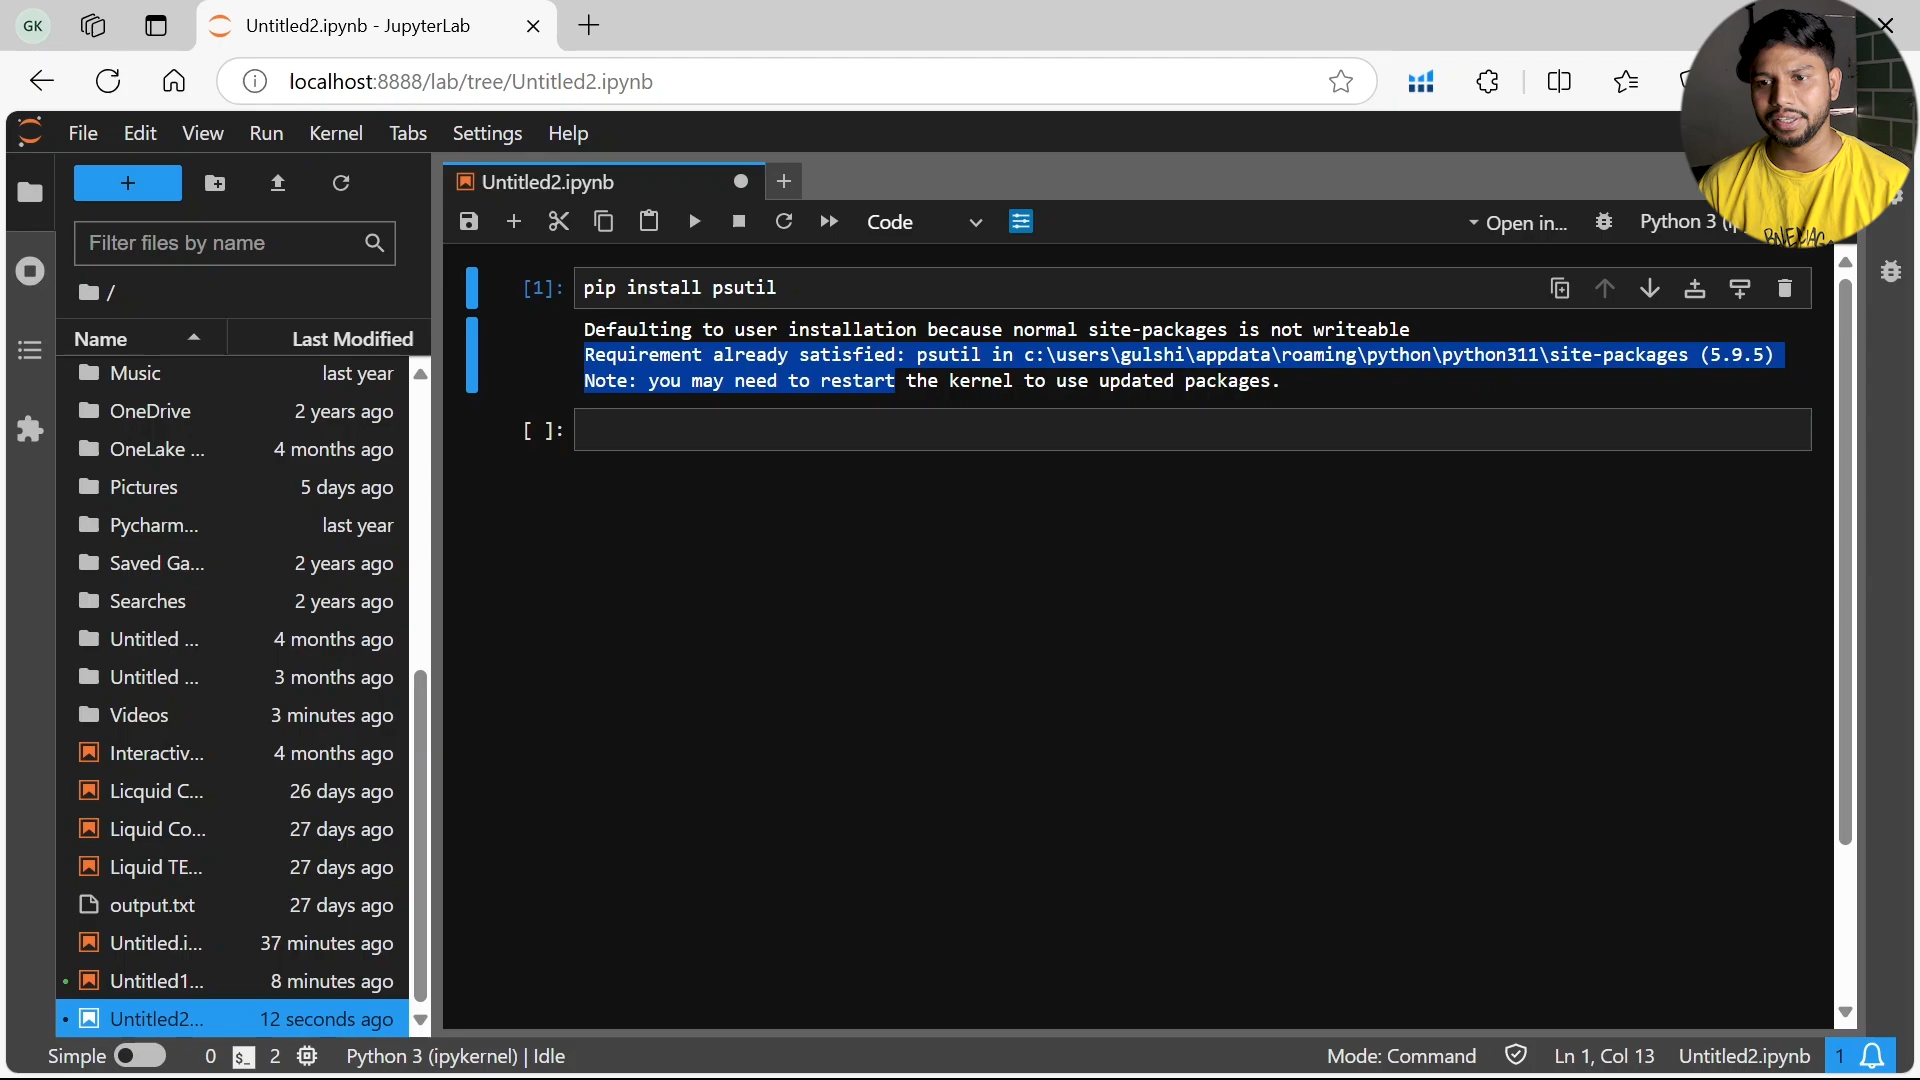 GK
Untitled2.ipynb - JupyterLab
localhost:8888/lab/tree/Untitled2.ipynb
File Edit View Run Kernel Tabs Settings Help
+
Untitled2.ipynb
Filter files by name
Code
Open in...
Python 3
/
Name Last Modified
Music last year
OneDrive 2 years ago
OneLake ... 4 months ago
Pictures 5 days ago
Pycharm... last year
Saved Ga... 2 years ago
Searches 2 years ago
Untitled ... 4 months ago
Untitled ... 3 months ago
Videos 3 minutes ago
Interactiv... 4 months ago
Licquid C... 26 days ago
Liquid Co... 27 days ago
Liquid TE... 27 days ago
output.txt 27 days ago
Untitled.i... 37 minutes ago
Untitled1... 8 minutes ago
Untitled2... 12 seconds ago
[1]: pip install psutil
Defaulting to user installation because normal site-packages is not writeable
Requirement already satisfied: psutil in c:\users\gulshi\appdata\roaming\python\python311\site-packages (5.9.5)
Note: you may need to restart the kernel to use updated packages.
[ ]:
Simple 0 $_ 2 Python 3 (ipykernel) | Idle Mode: Command Ln 1, Col 13 Untitled2.ipynb 1